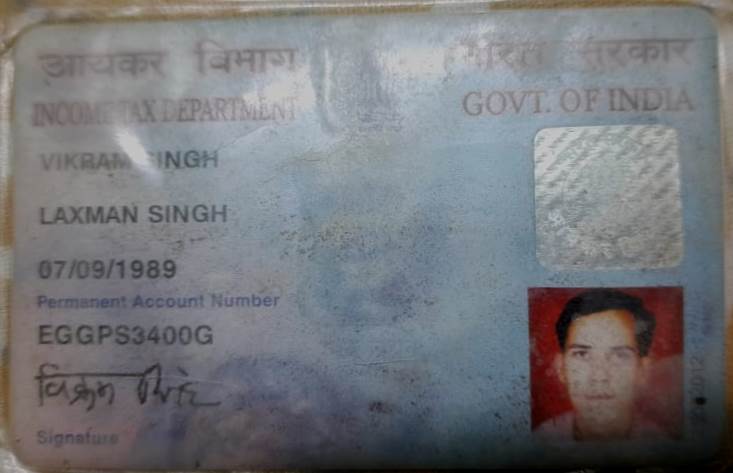 आयकर विभाग भारत सरकार
INCOME TAX DEPARTMENT GOVT. OF INDIA
VIKRAM SINGH
LAXMAN SINGH
07/09/1989
Permanent Account Number
EGGPS3400G
विक्रम सिंह
Signature